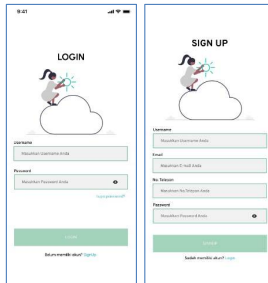 9:41
LOGIN
Username
Masukkan Username Anda
Password
Masukkan Password Anda
Lupa password?
LOGIN
Belum memiliki akun? Sign Up
SIGN UP
Username
Masukkan Username Anda
Email
Masukkan E-mail Anda
No Telepon
Masukkan No.Telepon Anda
Password
Masukkan Password Anda
SIGN UP
Sudah memiliki akun? Login